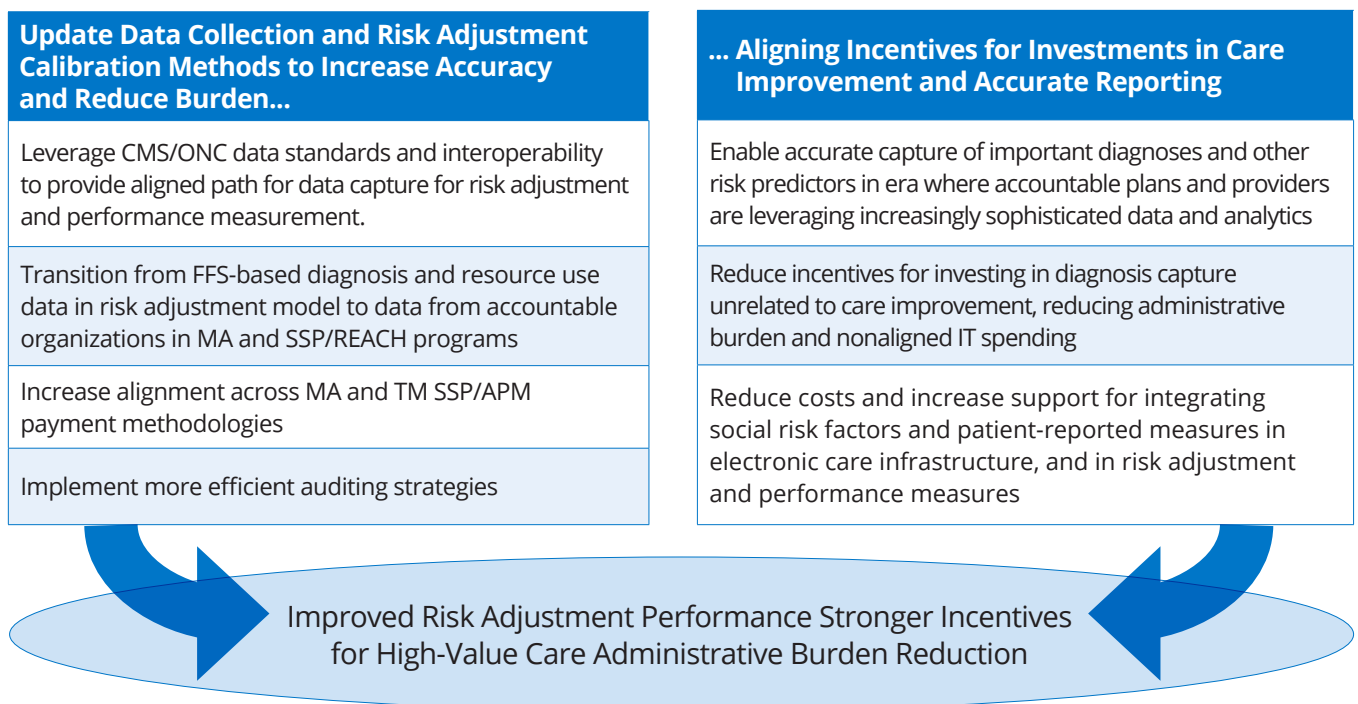 Update Data Collection and Risk Adjustment
Calibration Methods to Increase Accuracy
and Reduce Burden...
Leverage CMS/ONC data standards and interoperability
to provide aligned path for data capture for risk adjustment
and performance measurement.
Transition from FFS-based diagnosis and resource use
data in risk adjustment model to data from accountable
organizations in MA and SSP/REACH programs
Increase alignment across MA and TM SSP/APM
payment methodologies
Implement more efficient auditing strategies
... Aligning Incentives for Investments in Care
Improvement and Accurate Reporting
Enable accurate capture of important diagnoses and other
risk predictors in era where accountable plans and providers
are leveraging increasingly sophisticated data and analytics
Reduce incentives for investing in diagnosis capture
unrelated to care improvement, reducing administrative
burden and nonaligned IT spending
Reduce costs and increase support for integrating
social risk factors and patient-reported measures in
electronic care infrastructure, and in risk adjustment
and performance measures
Improved Risk Adjustment Performance Stronger Incentives
for High-Value Care Administrative Burden Reduction